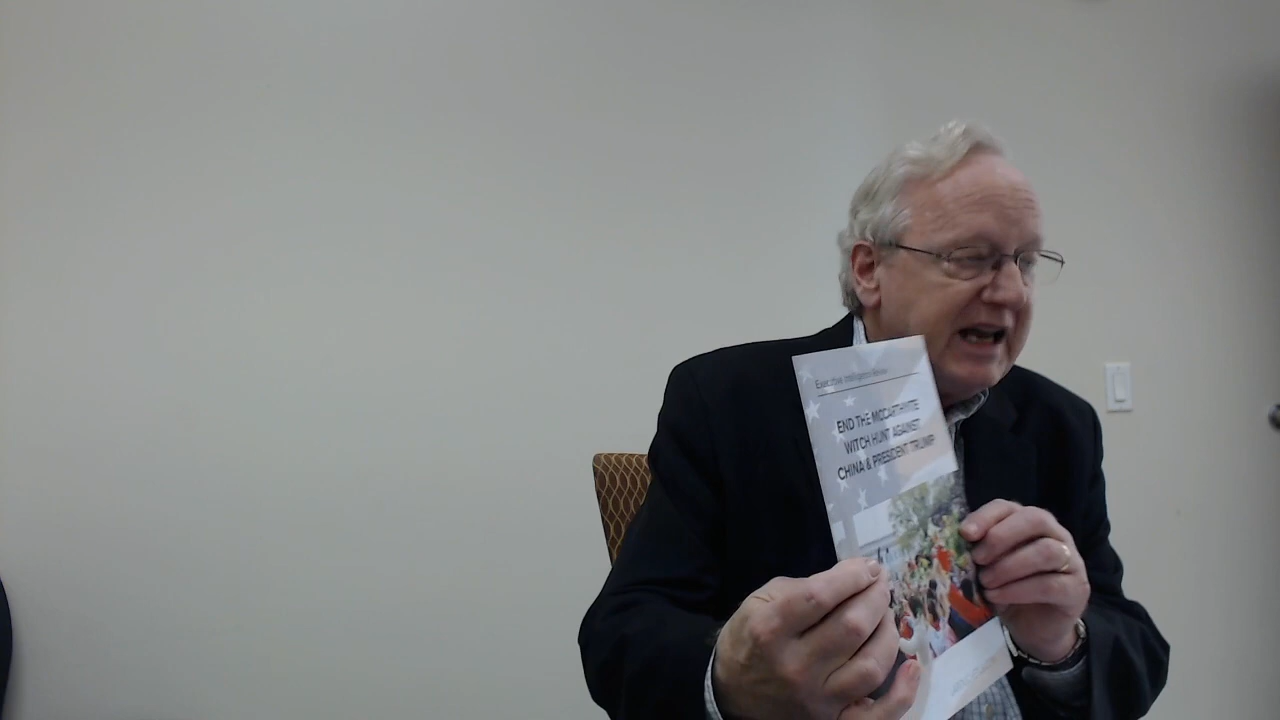 Executive Intelligence Review
END THE MCCARTHYITE
WITCH HUNT AGAINST
CHINA & PRESIDENT TRUMP